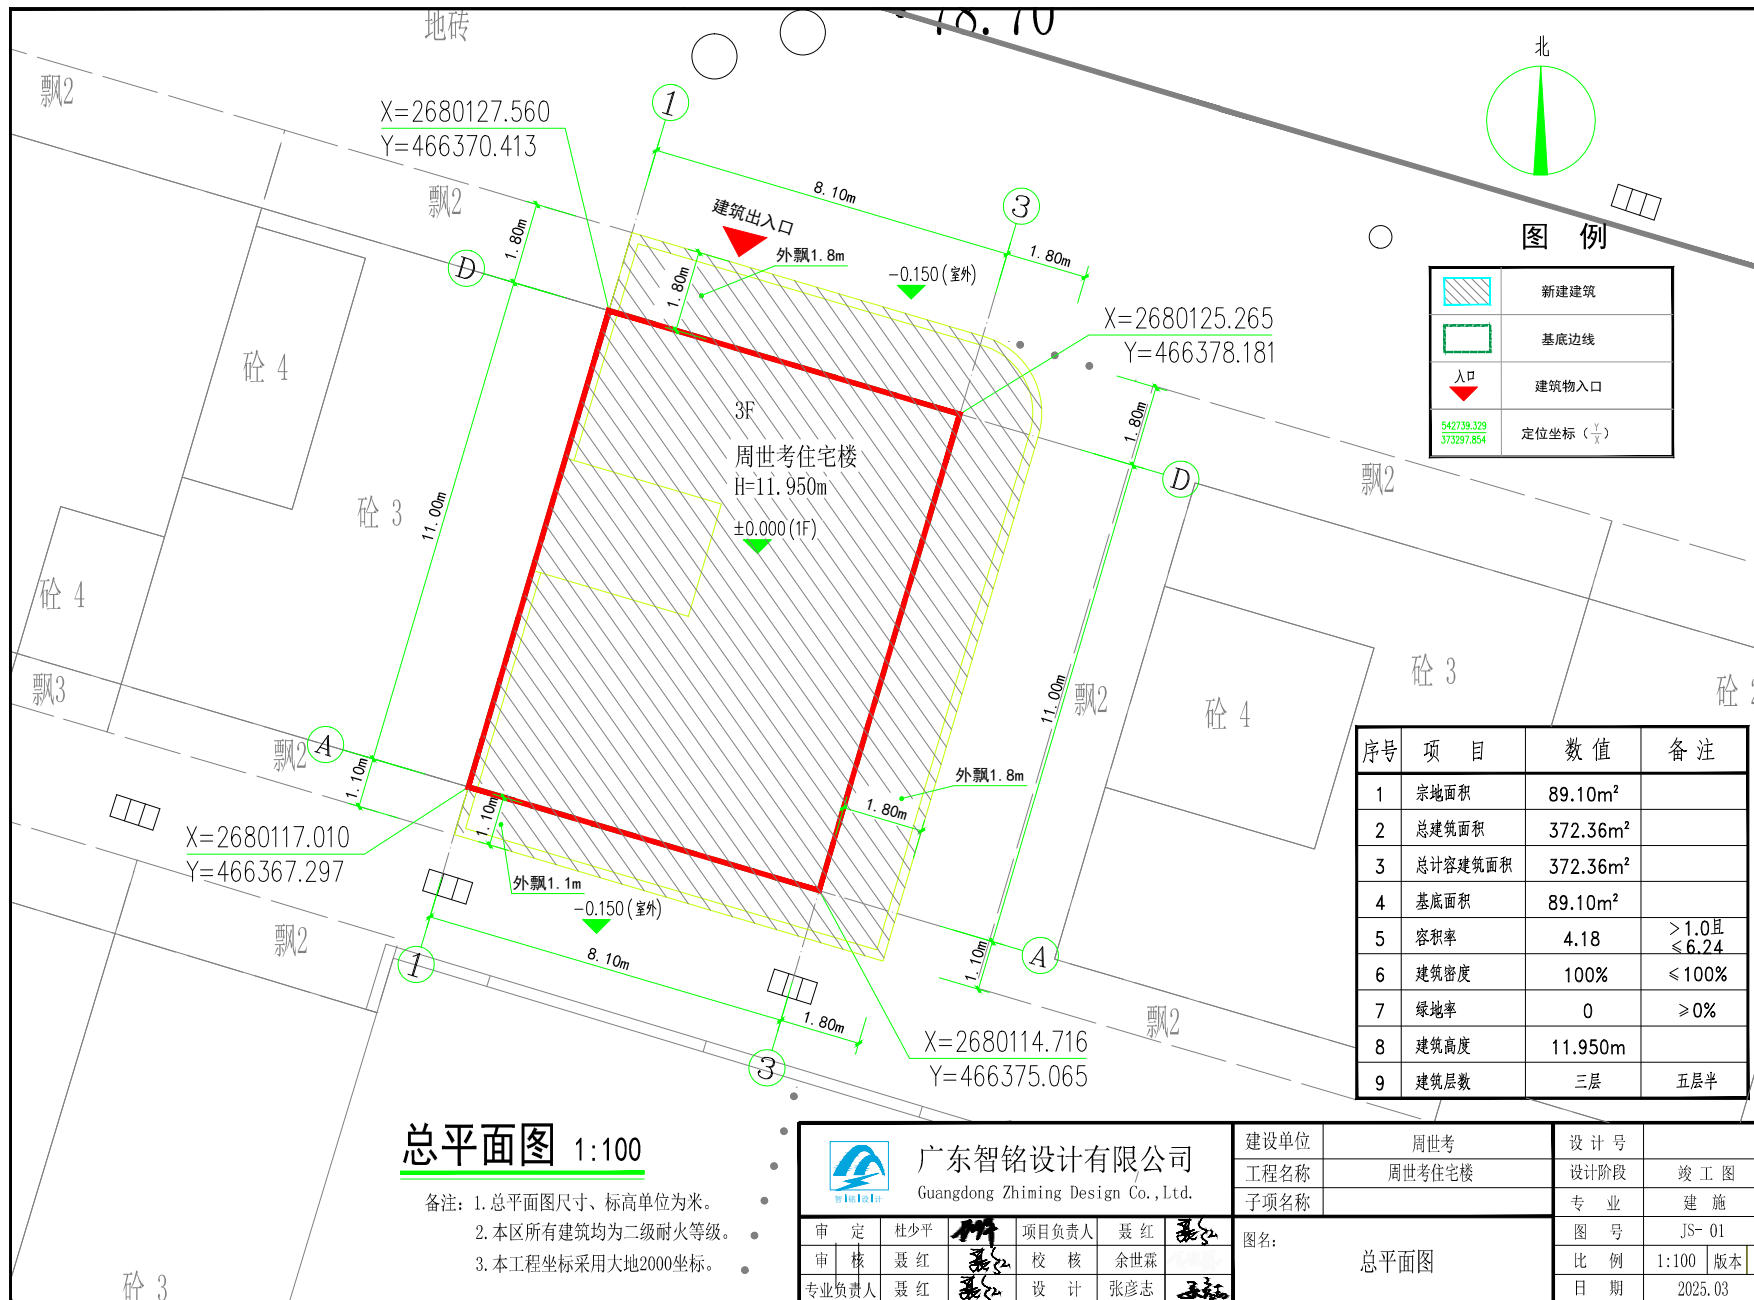 地砖
78.70
北
飘2
X=2680127.560
Y=466370.413
1
飘2
1.80m
8.10m
3
建筑出入口
外飘1.8m
1.80m
1.80m
-0.150(室外)
D
图 例
新建建筑
基底边线
入口
建筑物入口
542739.329
373297.854
定位坐标（Y/X）
X=2680125.265
Y=466378.181
砼 4
3F
周世考住宅楼
H=11.950m
±0.000(1F)
1.80m
D
飘2
砼 3
11.00m
砼 4
飘3
飘2
A
1.10m
11.00m
飘2
砼 3
砼 4
砼 2
外飘1.8m
1.80m
1.10m
X=2680117.010
Y=466367.297
外飘1.1m
-0.150(室外)
飘2
1
8.10m
1.10m
A
1.80m
3
飘2
X=2680114.716
Y=466375.065
序号 项 目 数 值 备 注
1 宗地面积 89.10m²
2 总建筑面积 372.36m²
3 总计容建筑面积 372.36m²
4 基底面积 89.10m²
5 容积率 4.18 >1.0且
≤6.24
6 建筑密度 100% ≤100%
7 绿地率 0 ≥0%
8 建筑高度 11.950m
9 建筑层数 三层 五层半
总平面图 1:100
备注: 1.总平面图尺寸、标高单位为米。
2.本区所有建筑均为二级耐火等级。
3.本工程坐标采用大地2000坐标。
砼 3
智铭设计
广东智铭设计有限公司
Guangdong Zhiming Design Co.,Ltd.
建设单位 周世考
工程名称 周世考住宅楼
子项名称
设 计 号
设计阶段 竣 工 图
专 业 建 施
图 号 JS- 01
比 例 1:100 版本
日 期 2025.03
审 定 杜少平 项目负责人 聂 红
审 核 聂 红 校 核 余世霖
专业负责人 聂 红 设 计 张彦志
图名:
总平面图